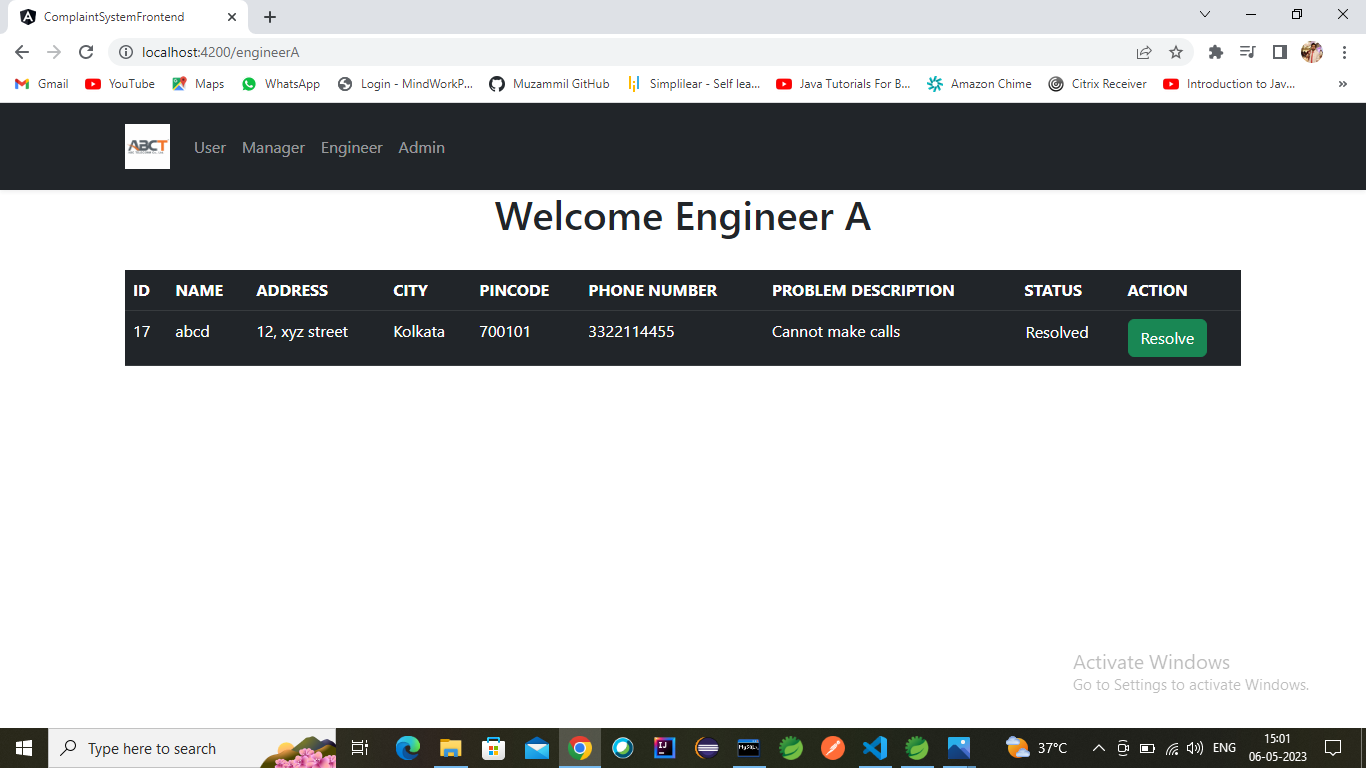 ComplaintSystemFrontend
localhost:4200/engineerA
Gmail YouTube Maps WhatsApp Login - MindWorkP... Muzammil GitHub Simplilear - Self lea... Java Tutorials For B... Amazon Chime Citrix Receiver Introduction to Jav... »
ABCT User Manager Engineer Admin
Welcome Engineer A
ID NAME ADDRESS CITY PINCODE PHONE NUMBER PROBLEM DESCRIPTION STATUS ACTION
17 abcd 12, xyz street Kolkata 700101 3322114455 Cannot make calls Resolved Resolve
Activate Windows
Go to Settings to activate Windows.
Type here to search 37°C ENG 15:01
06-05-2023